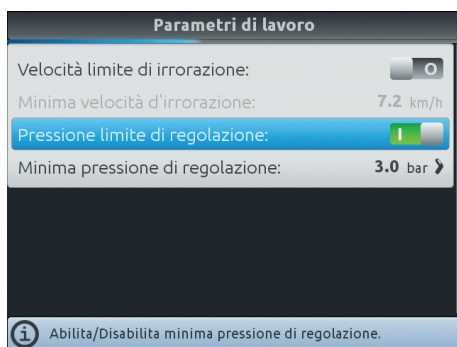 Parametri di lavoro
Velocità limite di irrorazione: O
Minima velocità d'irrorazione: 7.2 km/h
Pressione limite di regolazione: I
Minima pressione di regolazione: 3.0 bar
Abilita/Disabilita minima pressione di regolazione.